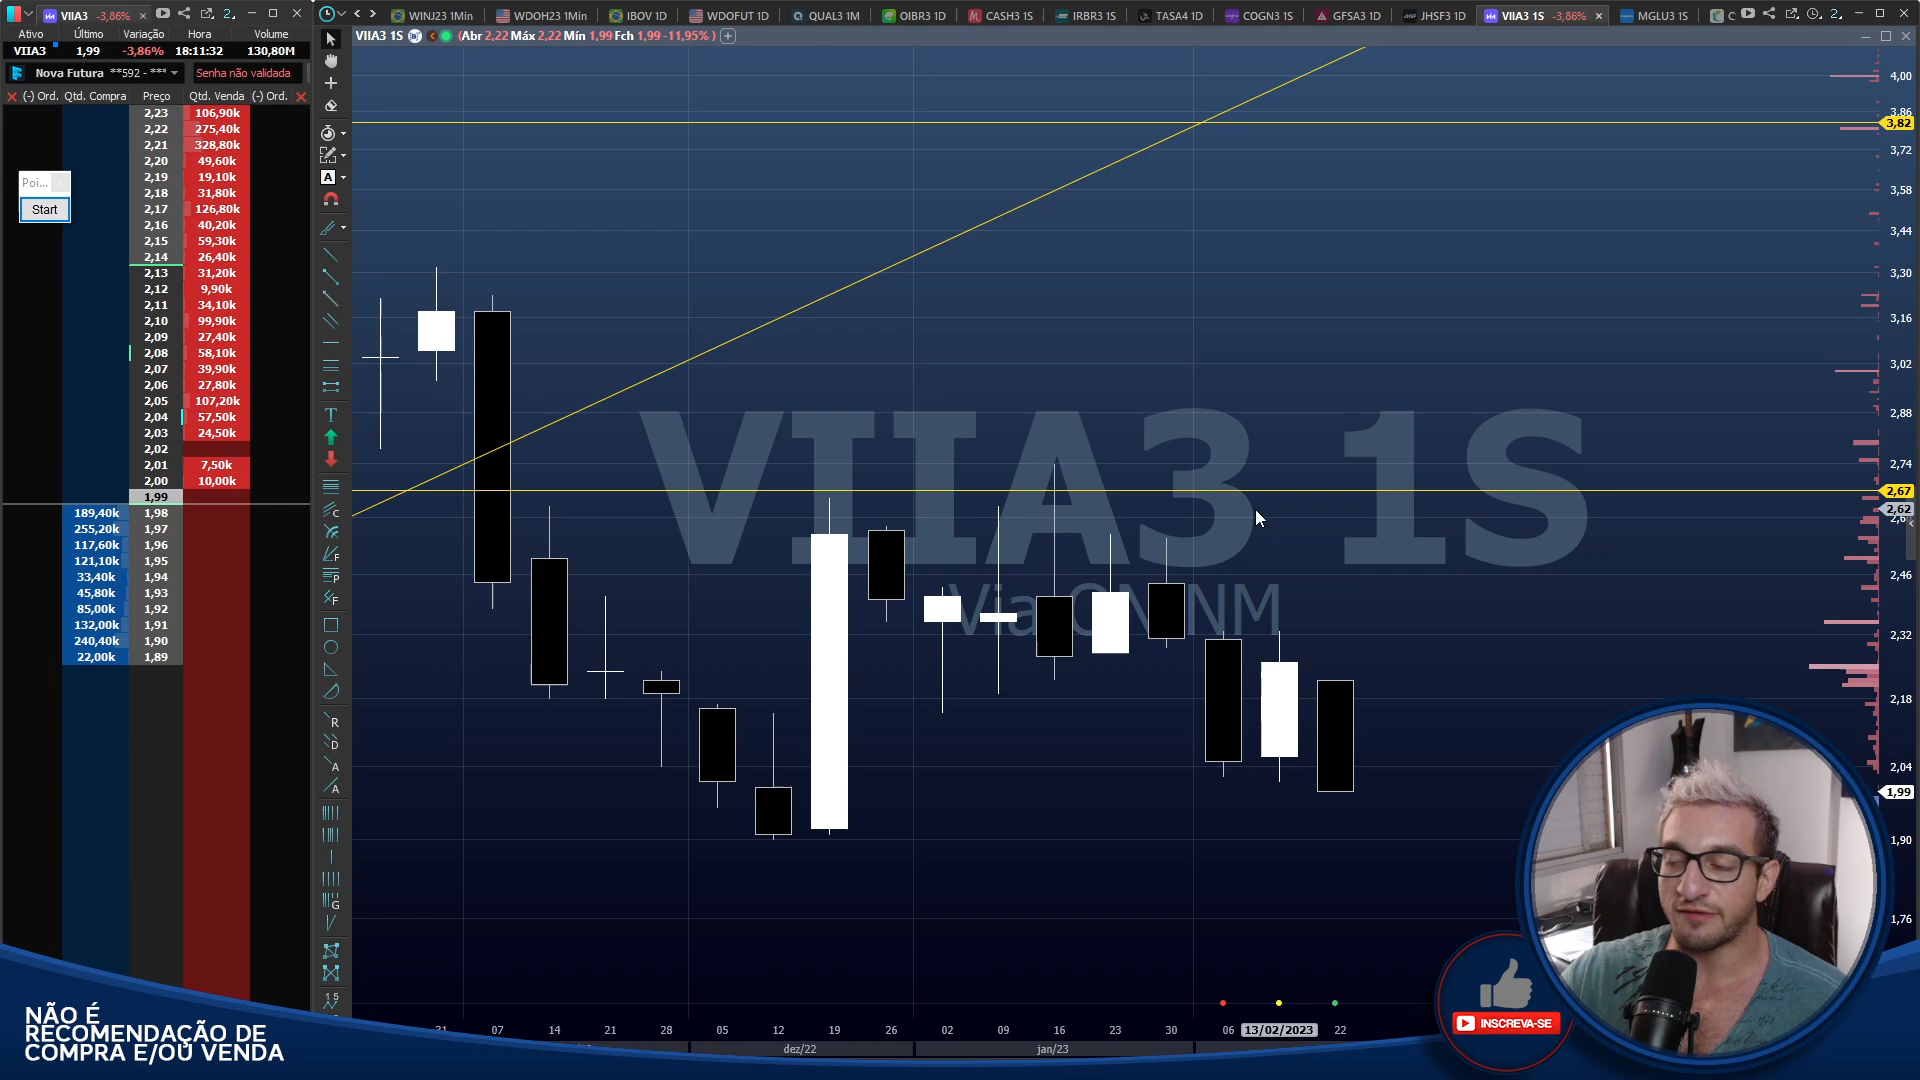 VIIA3 -3,86%
2
WINJ23 1Min
WDOH23 1Min
IBOV 1D
WDOFUT 1D
QUAL3 1M
OIBR3 1D
CASH3 1S
IRBR3 1S
TASA4 1D
COGN3 1S
GFSA3 1D
JHSF3 1D
VIIA3 1S -3,86%
MGLU3 1S
C
2
Ativo Último Variação Hora Volume
VIIA3 1,99 -3,86% 18:11:32 130,80M
Nova Futura **592 - *** Senha não validada
(-) Ord. Qtd. Compra Preço Qtd. Venda (-) Ord.
2,23 106,90k
2,22 275,40k
2,21 328,80k
2,20 49,60k
2,19 19,10k
2,18 31,80k
2,17 126,80k
2,16 40,20k
2,15 59,30k
2,14 26,40k
2,13 31,20k
2,12 9,90k
2,11 34,10k
2,10 99,90k
2,09 27,40k
2,08 58,10k
2,07 39,90k
2,06 27,80k
2,05 107,20k
2,04 57,50k
2,03 24,50k
2,02
2,01 7,50k
2,00 10,00k
1,99
189,40k 1,98
255,20k 1,97
117,60k 1,96
121,10k 1,95
33,40k 1,94
45,80k 1,93
85,00k 1,92
132,00k 1,91
240,40k 1,90
22,00k 1,89
Poi...
Start
VIIA3 1S (Abr 2,22 Máx 2,22 Mín 1,99 Fch 1,99 -11,95% )
VIIA3 1S
Via ON NM
4,00
3,86
3,82
3,72
3,58
3,44
3,30
3,16
3,02
2,88
2,74
2,67
2,62
2,46
2,32
2,18
2,04
1,99
1,90
1,76
31 07 14 21 28 05 12 19 26 02 09 16 23 30 06 13/02/2023 22
dez/22 jan/23
NÃO É
RECOMENDAÇÃO DE
COMPRA E/OU VENDA
INSCREVA-SE